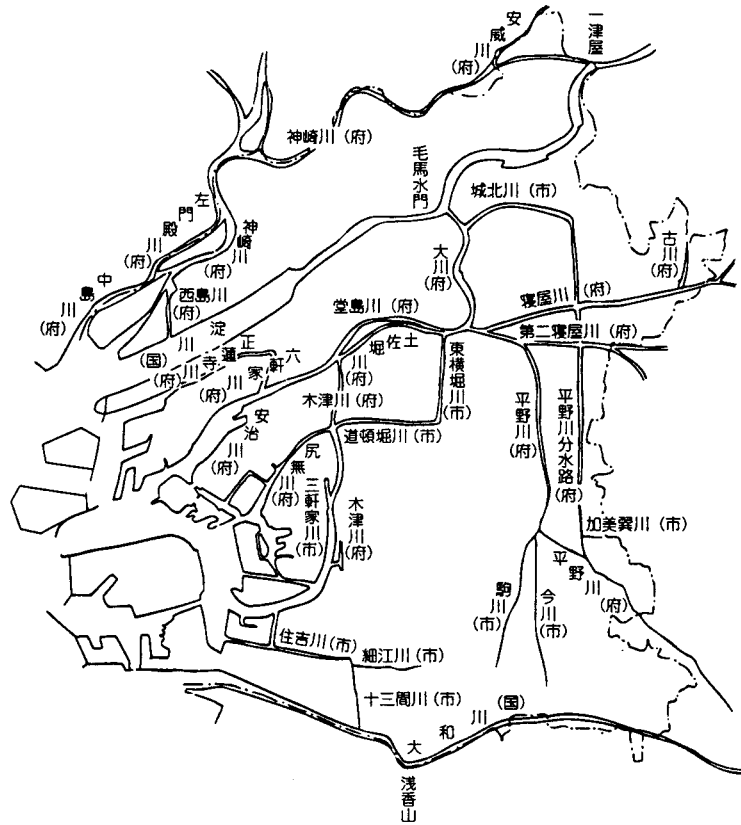 一津屋
安威川(府)
神崎川(府)
毛馬水門
城北川(市)
左門殿川(府)
神崎川(府)
古川(府)
大川(府)
中島川(府)
西島川(府)
堂島川(府)
寝屋川(府)
第二寝屋川(府)
淀川(国)
正蓮寺川(府)
六軒家川(府)
土佐堀川(府)
東横堀川(市)
木津川(府)
道頓堀川(市)
平野川(府)
平野川分水路(府)
安治川(府)
尻無川(府)
三軒家川(市)
木津川(府)
加美巽川(市)
平野川(府)
駒川(市)
今川(市)
住吉川(市)
細江川(市)
十三間川(市)
大和川(国)
浅香山